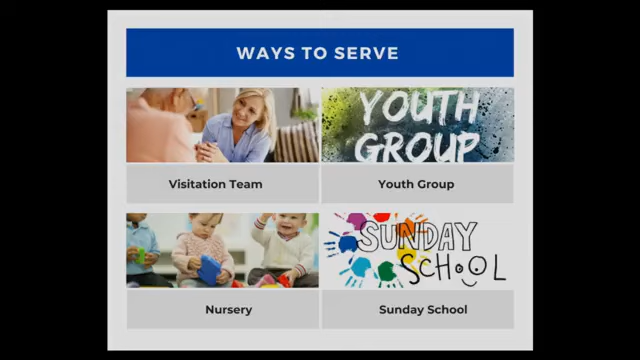 WAYS TO SERVE
YOUTH
GROUP
Visitation Team
Youth Group
SUNDAY
SCHOOL
Nursery
Sunday School